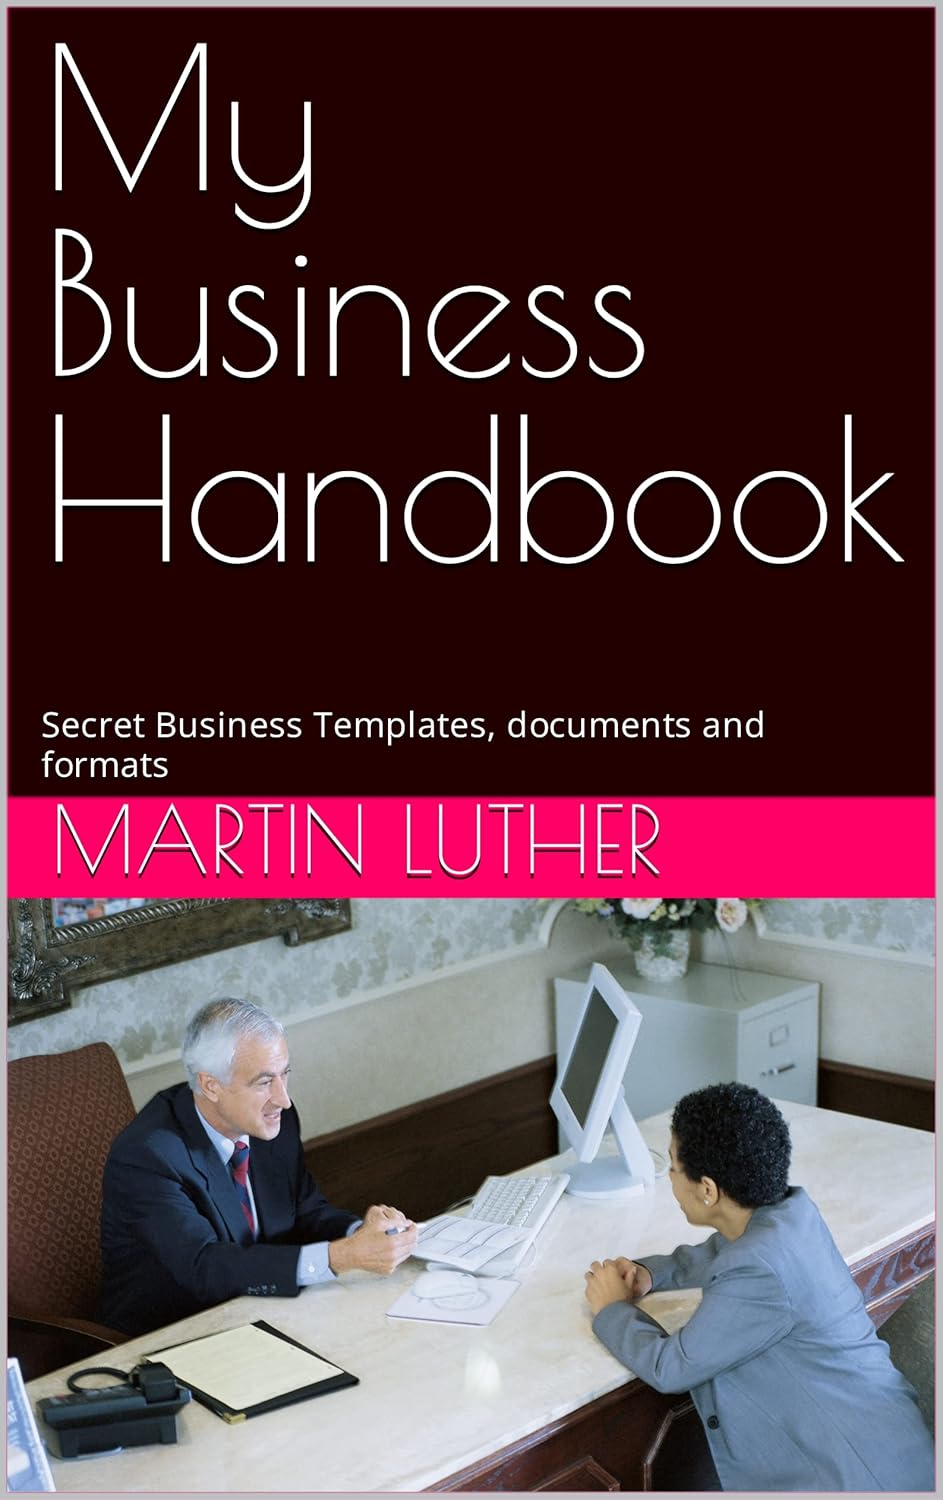 My
Business
Handbook
Secret Business Templates, documents and
formats
MARTIN LUTHER